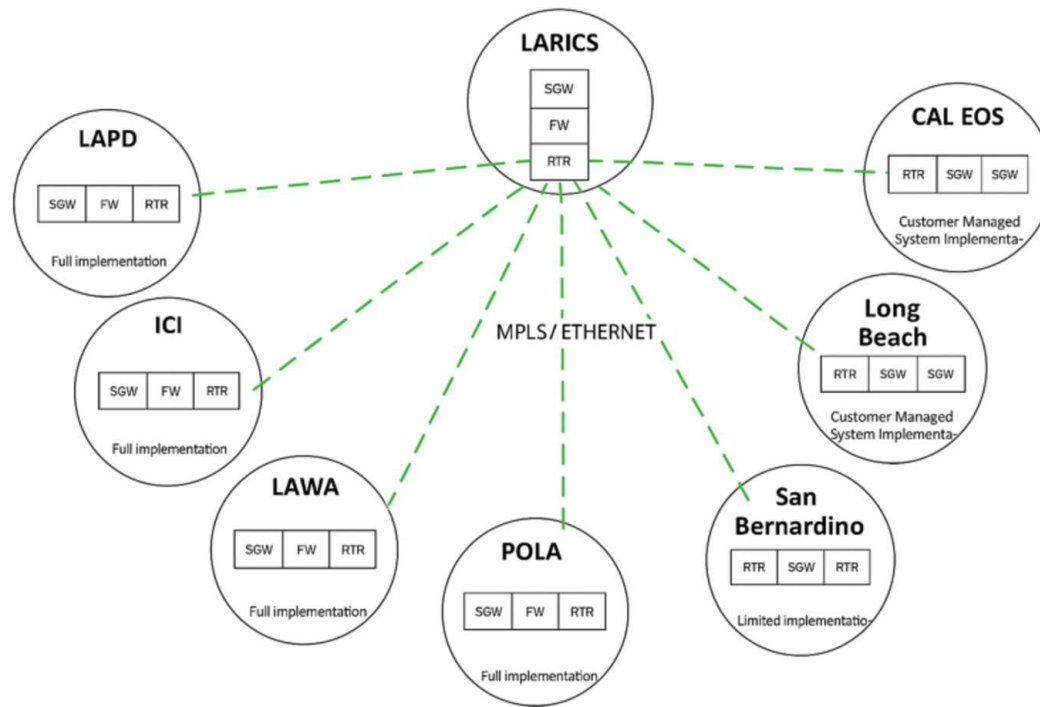 LARICS
SGW
FW
RTR
LAPD
SGW FW RTR
Full implementation
CAL EOS
RTR SGW SGW
Customer Managed
System Implementa-
ICI
SGW FW RTR
Full implementation
Long
Beach
RTR SGW SGW
Customer Managed
System Implementa-
MPLS / ETHERNET
LAWA
SGW FW RTR
Full implementation
POLA
SGW FW RTR
Full implementation
San
Bernardino
RTR SGW RTR
Limited implementatio-